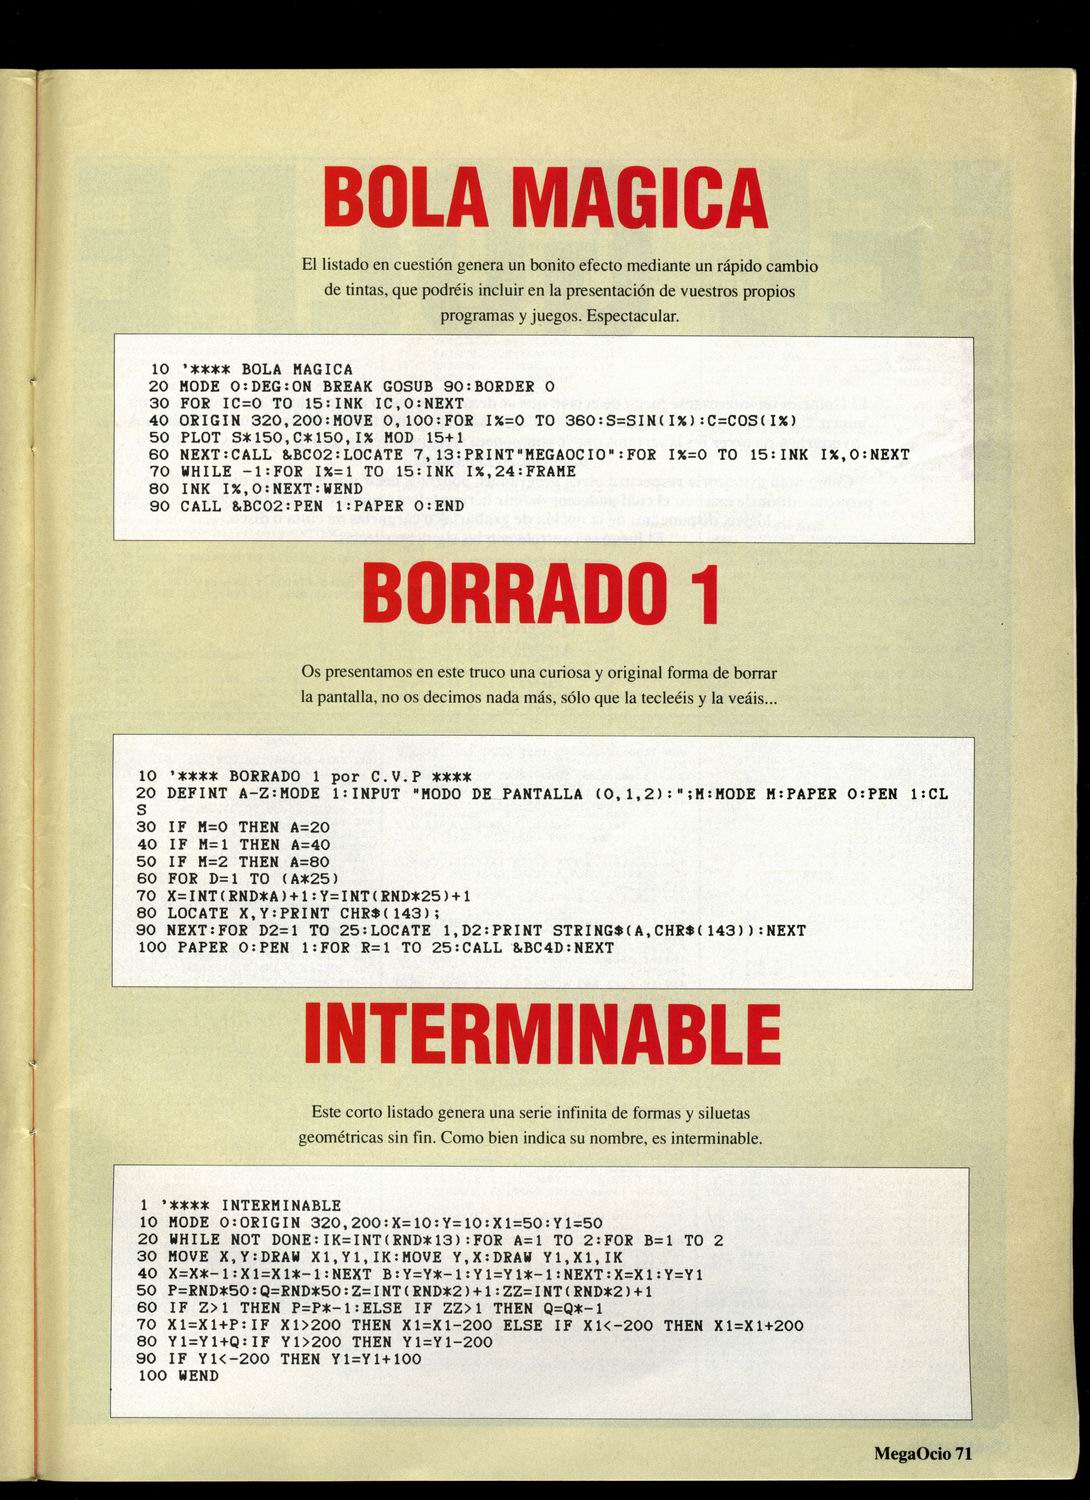 BOLA MAGICA
El listado en cuestión genera un bonito efecto mediante un rápido cambio
de tintas, que podréis incluir en la presentación de vuestros propios
programas y juegos. Espectacular.
10 '**** BOLA MAGICA
20 MODE 0:DEG:ON BREAK GOSUB 90:BORDER 0
30 FOR IC=0 TO 15:INK IC,0:NEXT
40 ORIGIN 320,200:MOVE 0,100:FOR I%=0 TO 360:S=SIN(I%):C=COS(I%)
50 PLOT S*150,C*150,I% MOD 15+1
60 NEXT:CALL &BC02:LOCATE 7,13:PRINT"MEGAOCIO":FOR I%=0 TO 15:INK I%,0:NEXT
70 WHILE -1:FOR I%=1 TO 15:INK I%,24:FRAME
80 INK I%,0:NEXT:WEND
90 CALL &BC02:PEN 1:PAPER 0:END
BORRADO 1
Os presentamos en este truco una curiosa y original forma de borrar
la pantalla, no os decimos nada más, sólo que la tecleéis y la veáis...
10 '**** BORRADO 1 por C.V.P ****
20 DEFINT A-Z:MODE 1:INPUT "MODO DE PANTALLA (0,1,2):";M:MODE M:PAPER 0:PEN 1:CL
S
30 IF M=0 THEN A=20
40 IF M=1 THEN A=40
50 IF M=2 THEN A=80
60 FOR D=1 TO (A*25)
70 X=INT(RND*A)+1:Y=INT(RND*25)+1
80 LOCATE X,Y:PRINT CHR$(143);
90 NEXT:FOR D2=1 TO 25:LOCATE 1,D2:PRINT STRING$(A,CHR$(143)):NEXT
100 PAPER 0:PEN 1:FOR R=1 TO 25:CALL &BC4D:NEXT
INTERMINABLE
Este corto listado genera una serie infinita de formas y siluetas
geométricas sin fin. Como bien indica su nombre, es interminable.
1 '**** INTERMINABLE
10 MODE 0:ORIGIN 320,200:X=10:Y=10:X1=50:Y1=50
20 WHILE NOT DONE:IK=INT(RND*13):FOR A=1 TO 2:FOR B=1 TO 2
30 MOVE X,Y:DRAW X1,Y1,IK:MOVE Y,X:DRAW Y1,X1,IK
40 X=X*-1:X1=X1*-1:NEXT B:Y=Y*-1:Y1=Y1*-1:NEXT:X=X1:Y=Y1
50 P=RND*50:Q=RND*50:Z=INT(RND*2)+1:ZZ=INT(RND*2)+1
60 IF Z>1 THEN P=P*-1:ELSE IF ZZ>1 THEN Q=Q*-1
70 X1=X1+P:IF X1>200 THEN X1=X1-200 ELSE IF X1<-200 THEN X1=X1+200
80 Y1=Y1+Q:IF Y1>200 THEN Y1=Y1-200
90 IF Y1<-200 THEN Y1=Y1+100
100 WEND
MegaOcio 71